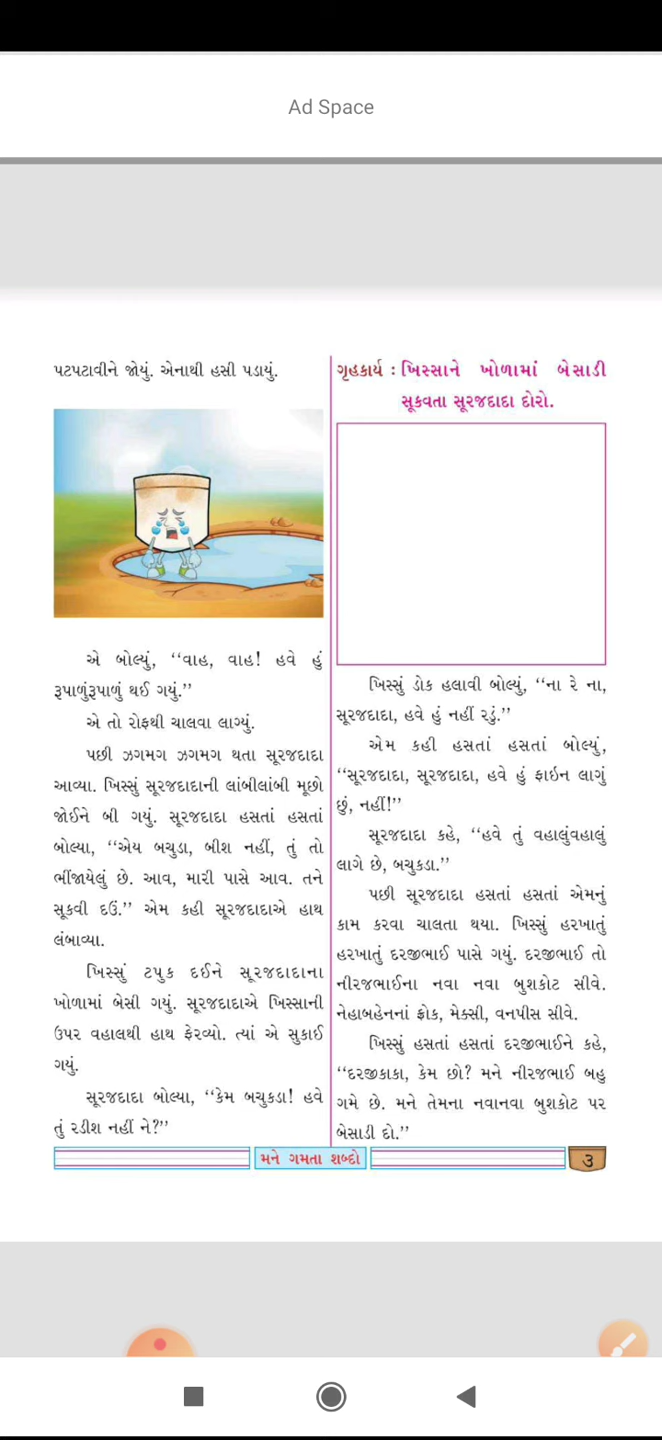 Ad Space
પટપટાવીને જોયું. એનાથી હસી પડાયું.
એ બોલ્યું, ‘‘વાહ, વાહ! હવે હું
રૂપાળુંરૂપાળું થઈ ગયું.’’
એ તો રોફથી ચાલવા લાગ્યું.
પછી ઝગમગ ઝગમગ થતા સૂરજદાદા
આવ્યા. ખિસ્સું સૂરજદાદાની લાંબીલાંબી મૂછો
જોઈને બી ગયું. સૂરજદાદા હસતાં હસતાં
બોલ્યા, ‘‘એય બચુડા, બીશ નહીં, તું તો
ભીંજાયેલું છે. આવ, મારી પાસે આવ. તને
સૂકવી દઉં.’’ એમ કહી સૂરજદાદાએ હાથ
લંબાવ્યા.
ખિસ્સું ટપુક દઈને સૂરજદાદાના
ખોળામાં બેસી ગયું. સૂરજદાદાએ ખિસ્સાની
ઉપર વહાલથી હાથ ફેરવ્યો. ત્યાં એ સુકાઈ
ગયું.
સૂરજદાદા બોલ્યા, ‘‘કેમ બચુકડા! હવે
તું રડીશ નહીં ને?’’
ગૃહકાર્ય : ખિસ્સાને ખોળામાં બેસાડી
સૂકવતા સૂરજદાદા દોરો.
ખિસ્સું ડોક હલાવી બોલ્યું, ‘‘ના રે ના,
સૂરજદાદા, હવે હું નહીં રડું.’’
એમ કહી હસતાં હસતાં બોલ્યું,
‘‘સૂરજદાદા, સૂરજદાદા, હવે હું ફાઇન લાગું
છું, નહીં!’’
સૂરજદાદા કહે, ‘‘હવે તું વહાલુંવહાલું
લાગે છે, બચુકડા.’’
પછી સૂરજદાદા હસતાં હસતાં એમનું
કામ કરવા ચાલતા થયા. ખિસ્સું હરખાતું
હરખાતું દરજીભાઈ પાસે ગયું. દરજીભાઈ તો
નીરજભાઈના નવા નવા બુશકોટ સીવે.
નેહાબહેનનાં ફ્રોક, મેક્સી, વનપીસ સીવે.
ખિસ્સું હસતાં હસતાં દરજીભાઈને કહે,
‘‘દરજીકાકા, કેમ છો? મને નીરજભાઈ બહુ
ગમે છે. મને તેમના નવાનવા બુશકોટ પર
બેસાડી દો.’’
મને ગમતા શબ્દો
૩